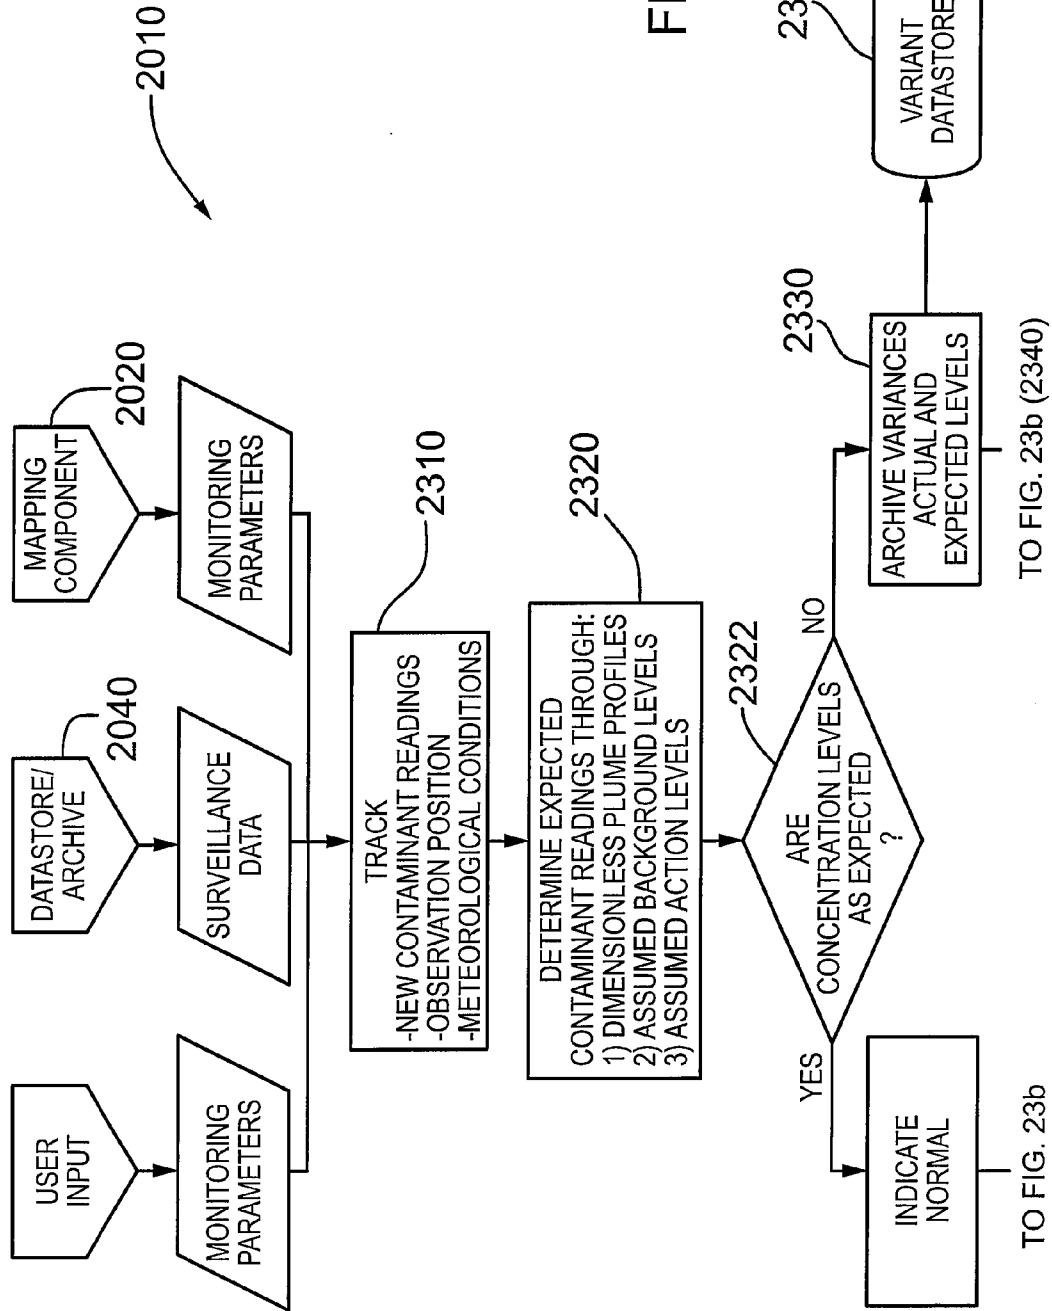 2010
USER
INPUT
DATASTORE/
ARCHIVE
2040
MAPPING
COMPONENT
2020
MONITORING
PARAMETERS
SURVEILLANCE
DATA
MONITORING
PARAMETERS
TRACK
-NEW CONTAMINANT READINGS
-OBSERVATION POSITION
-METEOROLOGICAL CONDITIONS
2310
DETERMINE EXPECTED
CONTAMINANT READINGS THROUGH:
1) DIMENSIONLESS PLUME PROFILES
2) ASSUMED BACKGROUND LEVELS
3) ASSUMED ACTION LEVELS
2320
ARE
CONCENTRATION LEVELS
AS EXPECTED
?
2322
YES
NO
INDICATE
NORMAL
TO FIG. 23b
ARCHIVE VARIANCES
ACTUAL AND
EXPECTED LEVELS
2330
TO FIG. 23b (2340)
VARIANT
DATASTORE